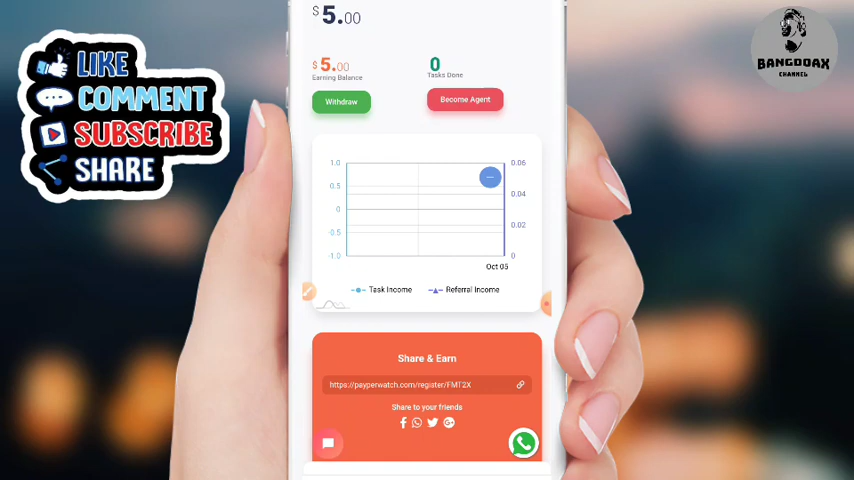 $5.00
$5.00
Earning Balance
0
Tasks Done
Withdraw
Become Agent
1.0
0.5
0
-0.5
-1.0
0.06
0.04
0.02
0
Oct 05
Task Income
Referral Income
Share & Earn
https://payperwatch.com/register/FMT2X
Share to your friends
LIKE
COMMENT
SUBSCRIBE
SHARE
BANGDOAX
CHANNEL